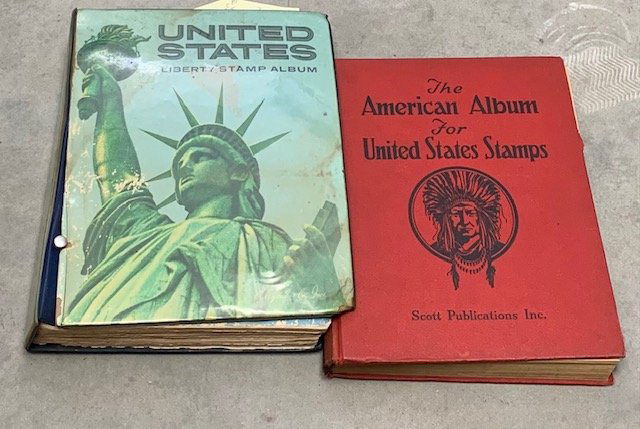 UNITED
STATES
LIBERTY STAMP ALBUM
The
American Album
For
United States Stamps
Scott Publications Inc.